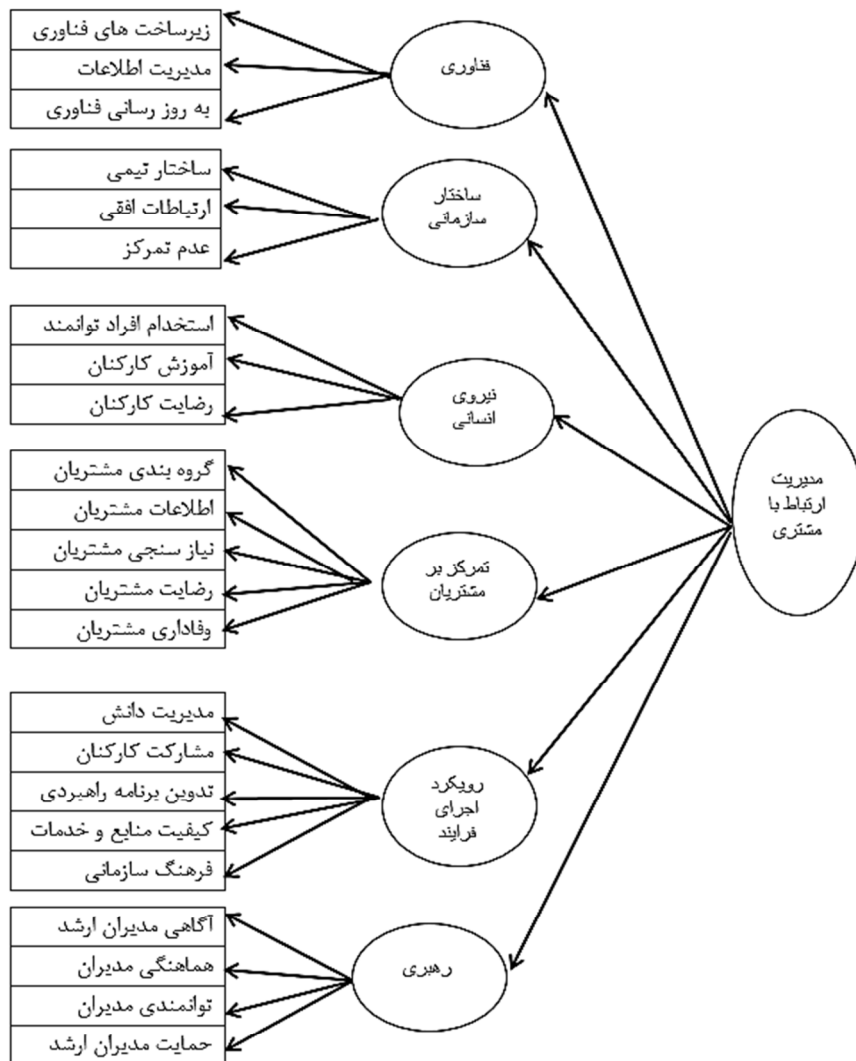 مدیریت
ارتباط با
مشتری
فناوری
زیرساخت های فناوری
مدیریت اطلاعات
به روز رسانی فناوری
ساختار
سازمانی
ساختار تیمی
ارتباطات افقی
عدم تمرکز
نیروی
انسانی
استخدام افراد توانمند
آموزش کارکنان
رضایت کارکنان
تمرکز بر
مشتریان
گروه بندی مشتریان
اطلاعات مشتریان
نیاز سنجی مشتریان
رضایت مشتریان
وفاداری مشتریان
رویکرد
اجرای
فرایند
مدیریت دانش
مشارکت کارکنان
تدوین برنامه راهبردی
کیفیت منابع و خدمات
فرهنگ سازمانی
رهبری
آگاهی مدیران ارشد
هماهنگی مدیران
توانمندی مدیران
حمایت مدیران ارشد